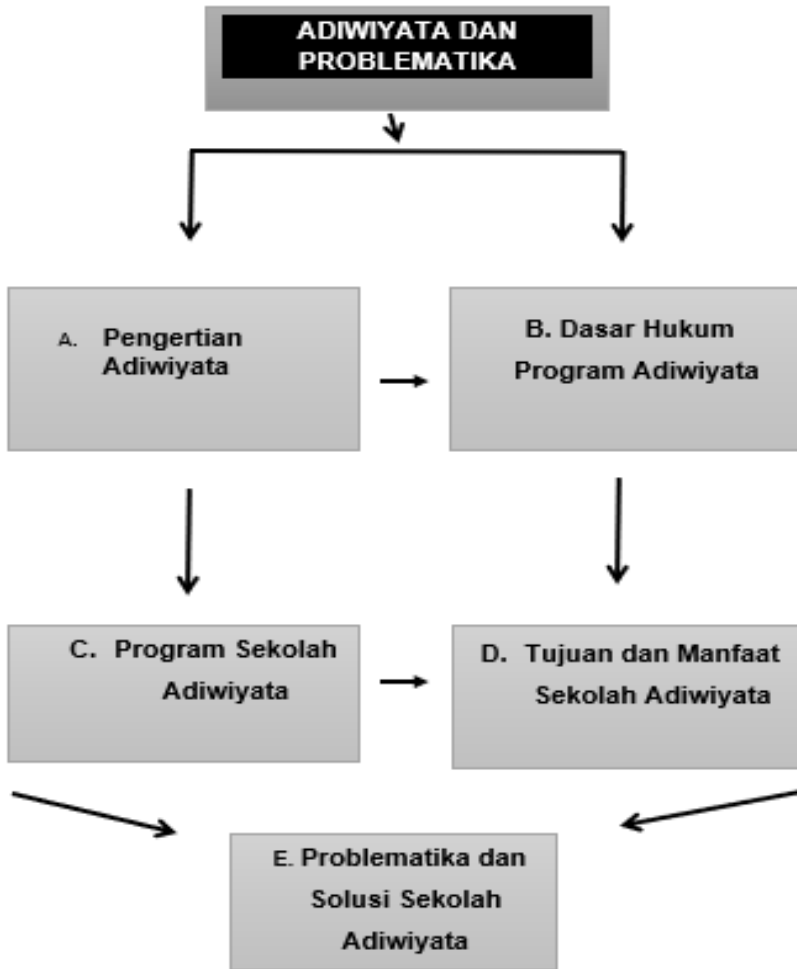 ADIWIYATA DAN
PROBLEMATIKA
A. Pengertian
Adiwiyata
B. Dasar Hukum
Program Adiwiyata
C. Program Sekolah
Adiwiyata
D. Tujuan dan Manfaat
Sekolah Adiwiyata
E. Problematika dan
Solusi Sekolah
Adiwiyata